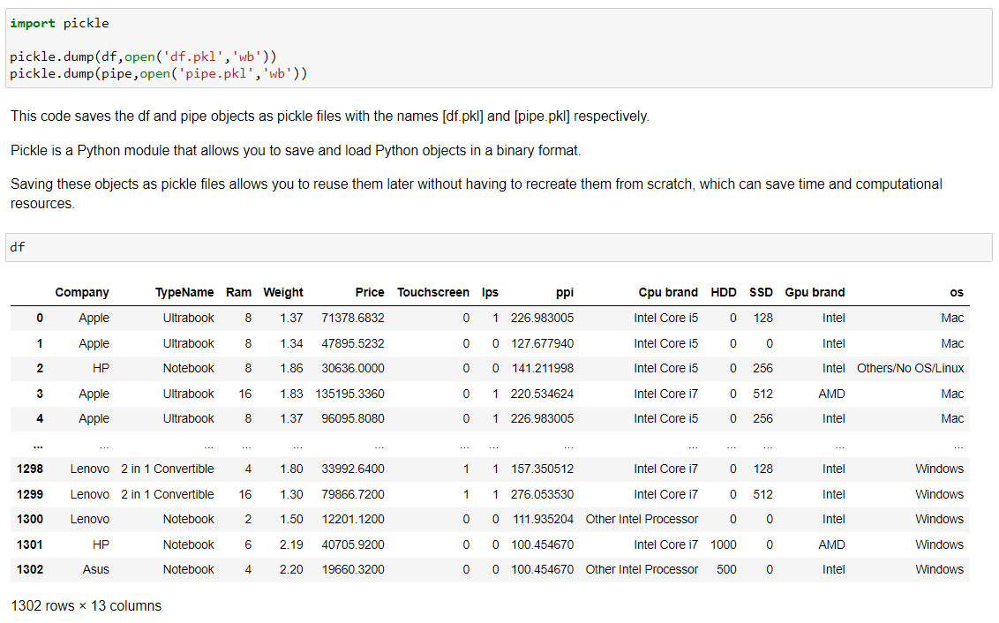 import pickle
pickle.dump(df,open('df.pkl','wb'))
pickle.dump(pipe,open('pipe.pkl','wb'))
This code saves the df and pipe objects as pickle files with the names [df.pkl] and [pipe.pkl] respectively.
Pickle is a Python module that allows you to save and load Python objects in a binary format.
Saving these objects as pickle files allows you to reuse them later without having to recreate them from scratch, which can save time and computational
resources.
df
Company TypeName Ram Weight Price Touchscreen Ips ppi Cpu brand HDD SSD Gpu brand os
0 Apple Ultrabook 8 1.37 71378.6832 0 1 226.983005 Intel Core i5 0 128 Intel Mac
1 Apple Ultrabook 8 1.34 47895.5232 0 0 127.677940 Intel Core i5 0 0 Intel Mac
2 HP Notebook 8 1.86 30636.0000 0 0 141.211998 Intel Core i5 0 256 Intel Others/No OS/Linux
3 Apple Ultrabook 16 1.83 135195.3360 0 1 220.534624 Intel Core i7 0 512 AMD Mac
4 Apple Ultrabook 8 1.37 96095.8080 0 1 226.983005 Intel Core i5 0 256 Intel Mac
... ... ... ... ... ... ... ... ... ... ... ... ... ...
1298 Lenovo 2 in 1 Convertible 4 1.80 33992.6400 1 1 157.350512 Intel Core i7 0 128 Intel Windows
1299 Lenovo 2 in 1 Convertible 16 1.30 79866.7200 1 1 276.053530 Intel Core i7 0 512 Intel Windows
1300 Lenovo Notebook 2 1.50 12201.1200 0 0 111.935204 Other Intel Processor 0 0 Intel Windows
1301 HP Notebook 6 2.19 40705.9200 0 0 100.454670 Intel Core i7 1000 0 AMD Windows
1302 Asus Notebook 4 2.20 19660.3200 0 0 100.454670 Other Intel Processor 500 0 Intel Windows
1302 rows × 13 columns